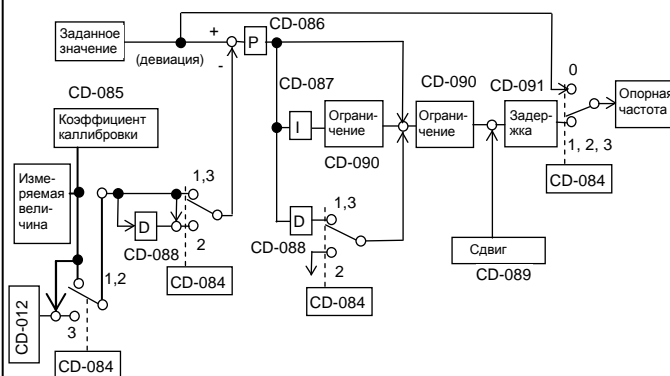 Заданное
значение
(девиация)
+
-
P
CD-086
CD-087
I
Ограни-
чение
CD-090
CD-090
Ограни-
чение
CD-091
Задер-
жка
0
1, 2, 3
CD-084
Опорная
частота
CD-085
Коэффициент
каллибровки
Изме-
ряемая
вели-
чина
D
CD-088
1,3
2
CD-084
D
CD-088
1,3
2
CD-084
Сдвиг
CD-089
1,2
CD-012
3
CD-084